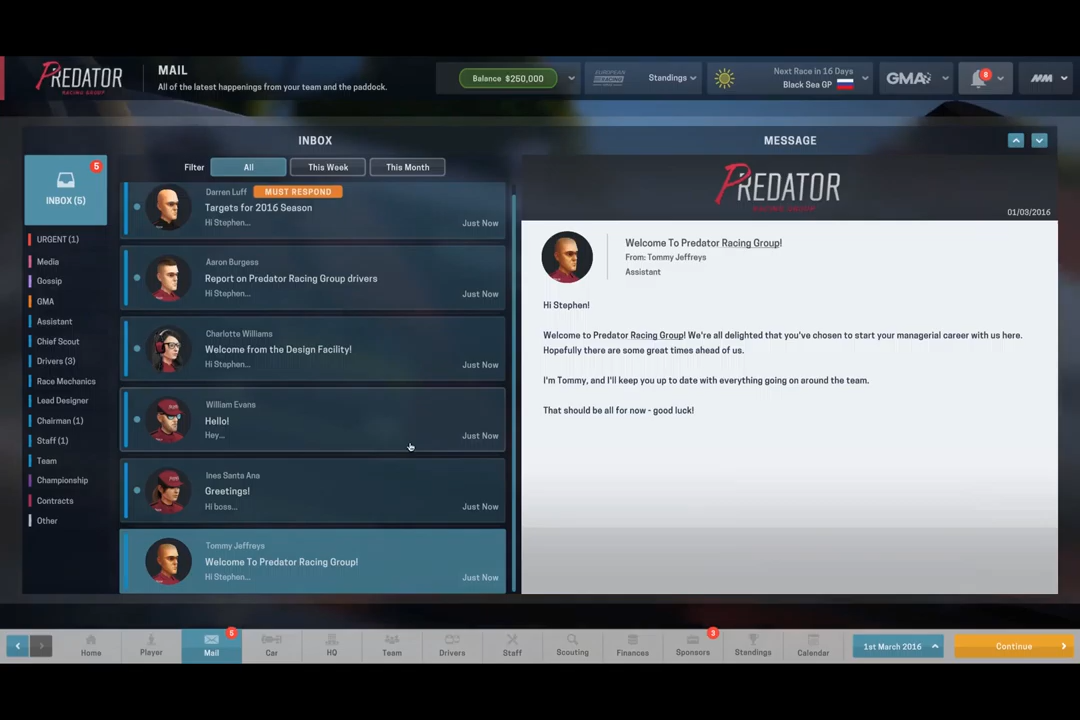 PREDATOR
RACING GROUP
MAIL
All of the latest happenings from your team and the paddock.
Balance $250,000
Standings
Next Race in 16 Days
Black Sea GP
GMA
6
INBOX
MESSAGE
5
INBOX (5)
Filter
All
This Week
This Month
URGENT (1)
Media
Gossip
GMA
Assistant
Chief Scout
Drivers (3)
Race Mechanics
Lead Designer
Chairman (1)
Staff (1)
Team
Championship
Contracts
Other
Darren Luff
MUST RESPOND
Targets for 2016 Season
Hi Stephen...
Just Now
Aaron Burgess
Report on Predator Racing Group drivers
Hi Stephen...
Just Now
Charlotte Williams
Welcome from the Design Facility!
Hi Stephen...
Just Now
William Evans
Hello!
Hey...
Just Now
Ines Santa Ana
Greetings!
Hi boss...
Just Now
Tommy Jeffreys
Welcome To Predator Racing Group!
Hi Stephen...
Just Now
PREDATOR
RACING GROUP
01/03/2016
Welcome To Predator Racing Group!
From: Tommy Jeffreys
Assistant
Hi Stephen!
Welcome to Predator Racing Group! We're all delighted that you've chosen to start your managerial career with us here.
Hopefully there are some great times ahead of us.
I'm Tommy, and I'll keep you up to date with everything going on around the team.
That should be all for now - good luck!
Home
Player
5
Mail
Car
HQ
Team
Drivers
Staff
Scouting
Finances
3
Sponsors
Standings
Calendar
1st March 2016
Continue